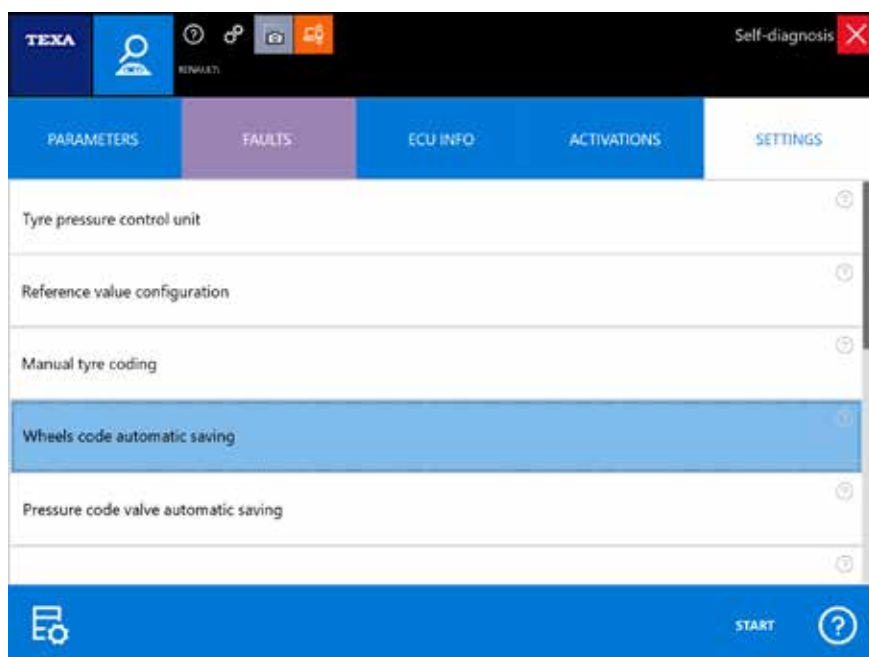 TEXA
RENAULT
Self-diagnosis
PARAMETERS
FAULTS
ECU INFO
ACTIVATIONS
SETTINGS
Tyre pressure control unit
Reference value configuration
Manual tyre coding
Wheels code automatic saving
Pressure code valve automatic saving
START